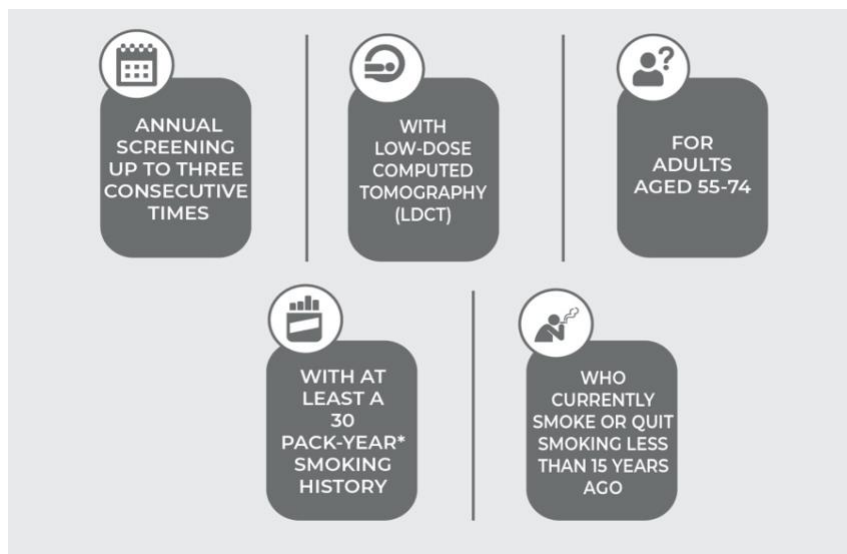 ANNUAL
SCREENING
UP TO THREE
CONSECUTIVE
TIMES
WITH
LOW-DOSE
COMPUTED
TOMOGRAPHY
(LDCT)
FOR
ADULTS
AGED 55-74
WITH AT
LEAST A
30
PACK-YEAR*
SMOKING
HISTORY
WHO
CURRENTLY
SMOKE OR QUIT
SMOKING LESS
THAN 15 YEARS
AGO
?